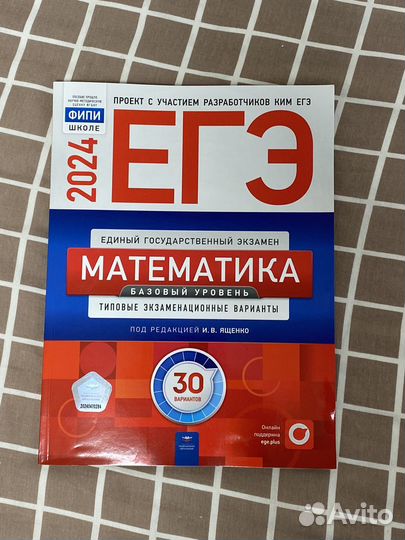 ПРОЕКТ С УЧАСТИЕМ РАЗРАБОТЧИКОВ КИМ ЕГЭ
ФИПИ
ШКОЛЕ
2024
ЕГЭ
ЕДИНЫЙ ГОСУДАРСТВЕННЫЙ ЭКЗАМЕН
МАТЕМАТИКА
БАЗОВЫЙ УРОВЕНЬ
ТИПОВЫЕ ЭКЗАМЕНАЦИОННЫЕ ВАРИАНТЫ
ПОД РЕДАКЦИЕЙ И.В. ЯЩЕНКО
30
ВАРИАНТОВ
Онлайн
поддержка
ege.plus
Avito